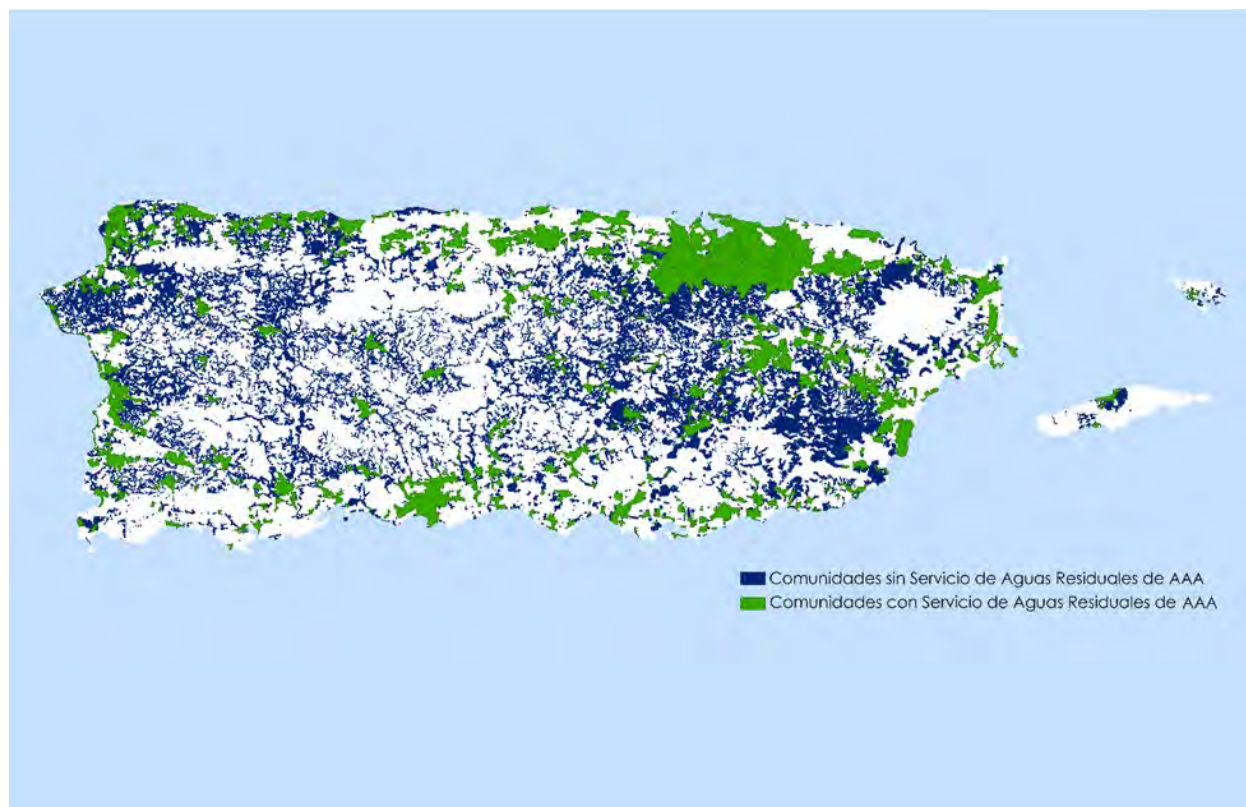 Comunidades sin Servicio de Aguas Residuales de AAA
Comunidades con Servicio de Aguas Residuales de AAA